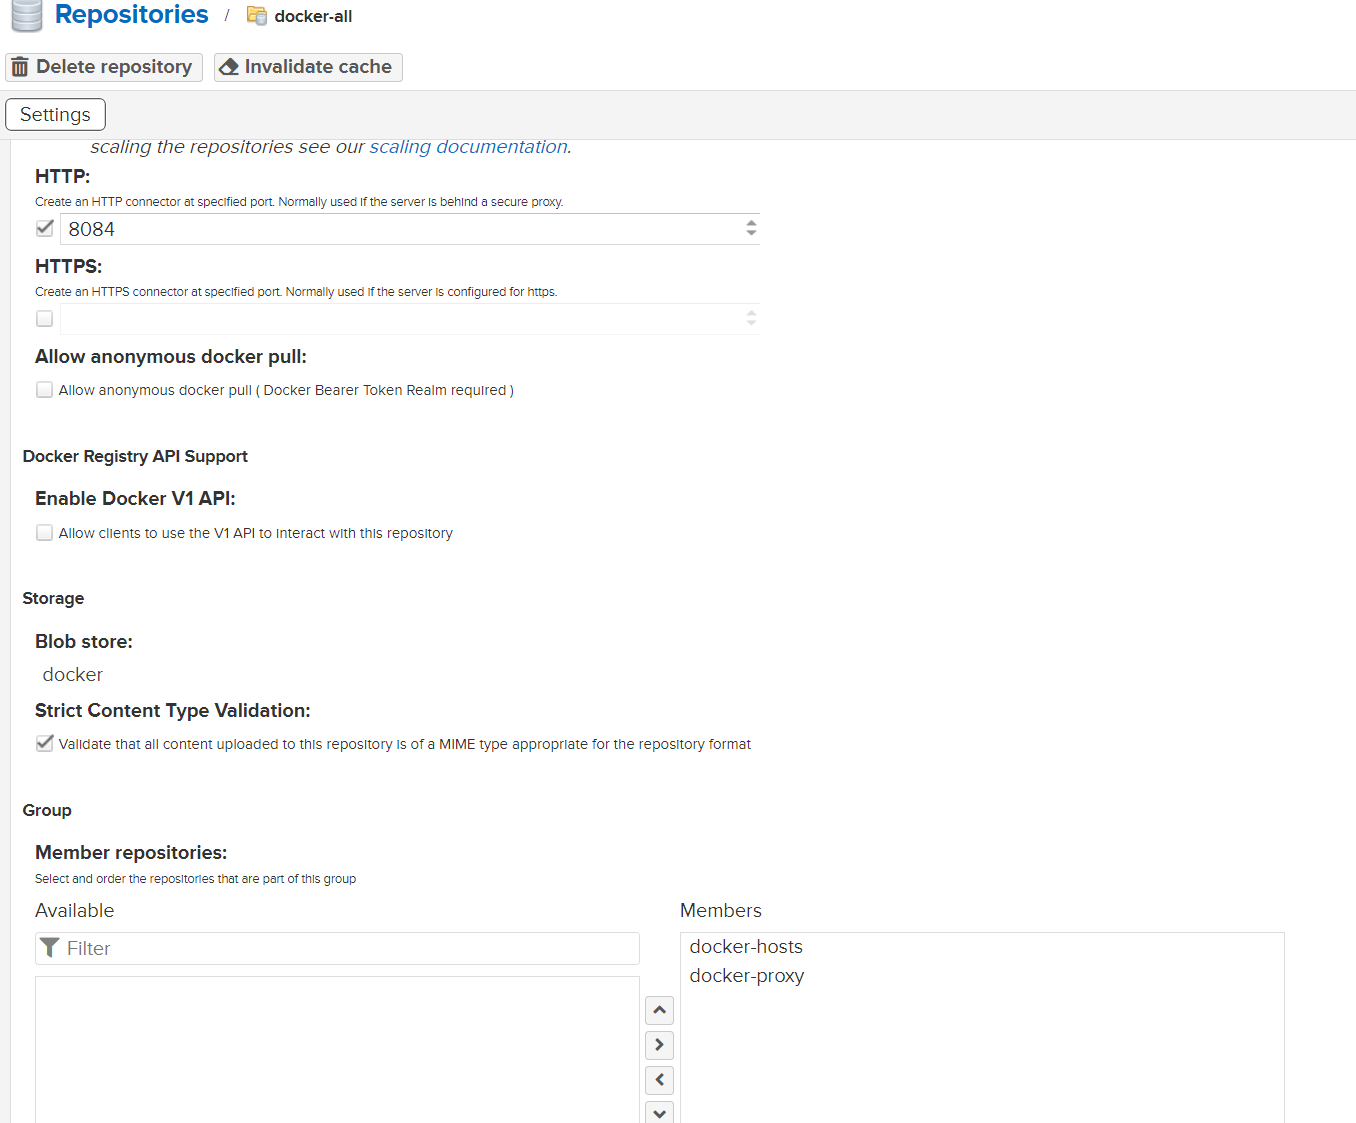 Repositories / docker-all
Delete repository Invalidate cache
Settings
scaling the repositories see our scaling documentation.
HTTP:
Create an HTTP connector at specified port. Normally used if the server is behind a secure proxy.
8084
HTTPS:
Create an HTTPS connector at specified port. Normally used if the server is configured for https.
Allow anonymous docker pull:
Allow anonymous docker pull ( Docker Bearer Token Realm required )
Docker Registry API Support
Enable Docker V1 API:
Allow clients to use the V1 API to interact with this repository
Storage
Blob store:
docker
Strict Content Type Validation:
Validate that all content uploaded to this repository is of a MIME type appropriate for the repository format
Group
Member repositories:
Select and order the repositories that are part of this group
Available
Filter
Members
docker-hosts
docker-proxy